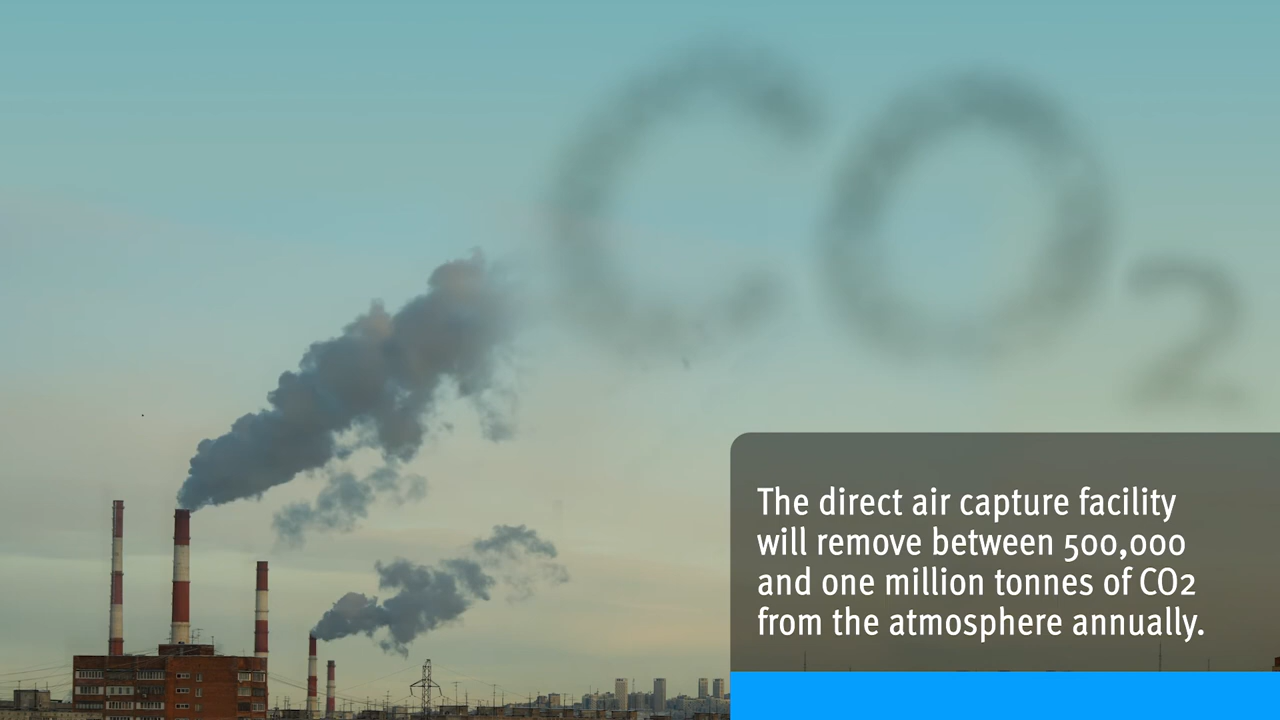 CO₂
The direct air capture facility
will remove between 500,000
and one million tonnes of CO2
from the atmosphere annually.